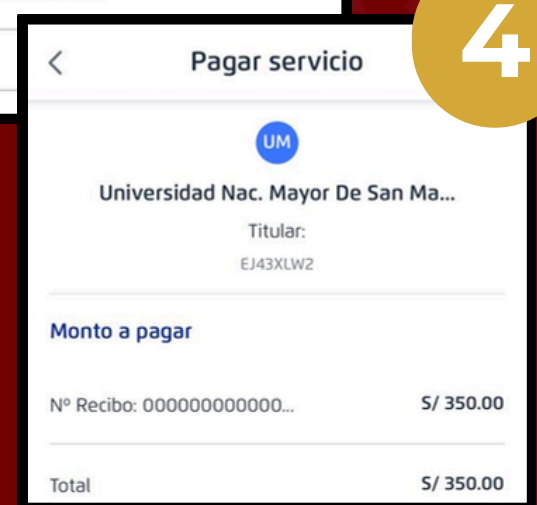 4
Pagar servicio
UM
Universidad Nac. Mayor De San Ma...
Titular:
EJ43XLW2
Monto a pagar
Nº Recibo: 000000000000...
S/ 350.00
Total
S/ 350.00